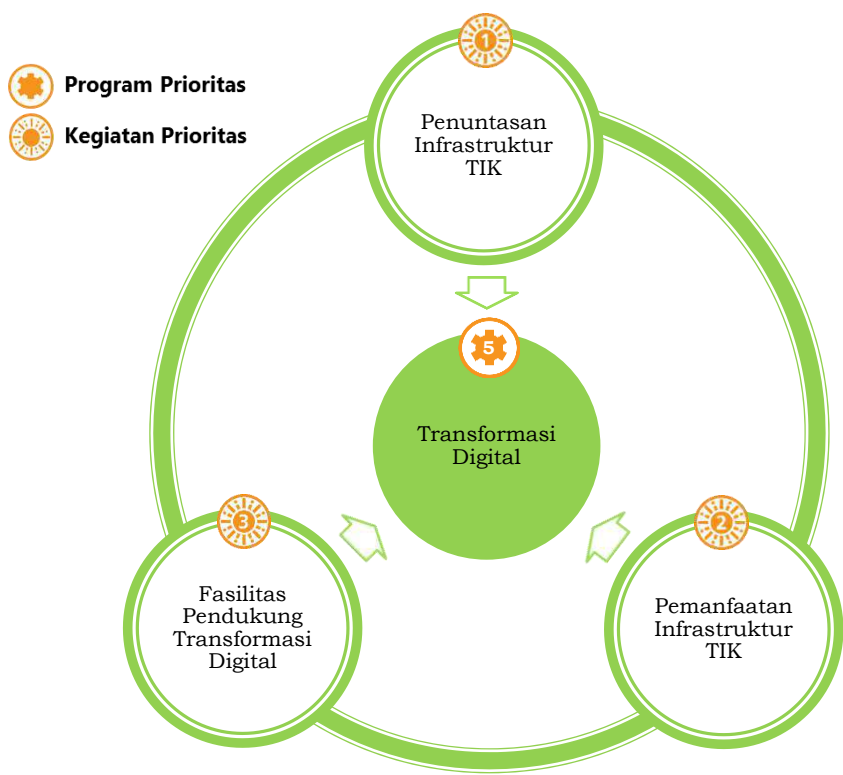 Program Prioritas
Kegiatan Prioritas
1
Penuntasan
Infrastruktur
TIK
5
Transformasi
Digital
3
Fasilitas
Pendukung
Transformasi
Digital
2
Pemanfaatan
Infrastruktur
TIK